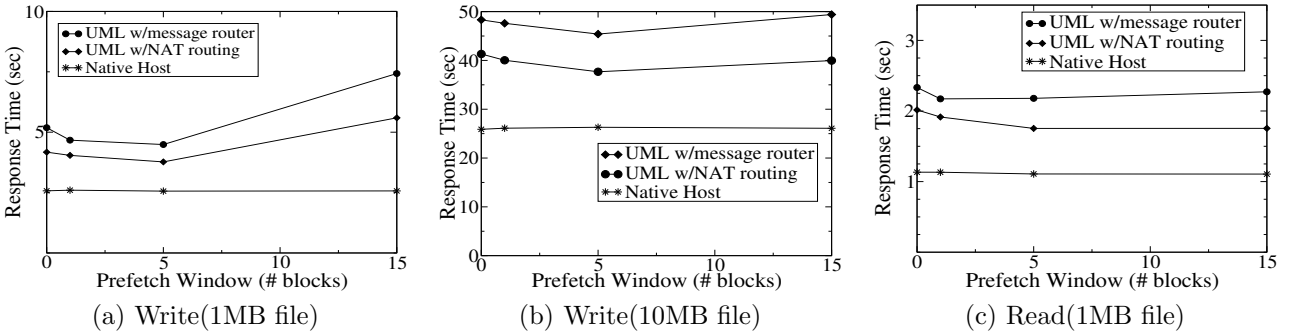 10
5
Response Time (sec)
UML w/message router
UML w/NAT routing
Native Host
0 5 10 15
Prefetch Window (# blocks)
(a) Write(1MB file)
50
40
30
20
10
0
Response Time (sec)
UML w/message router
UML w/NAT routing
Native Host
0 5 10 15
Prefetch Window (# blocks)
(b) Write(10MB file)
3
2
1
Response Time (sec)
UML w/message router
UML w/NAT routing
Native Host
0 5 10 15
Prefetch Window (# blocks)
(c) Read(1MB file)